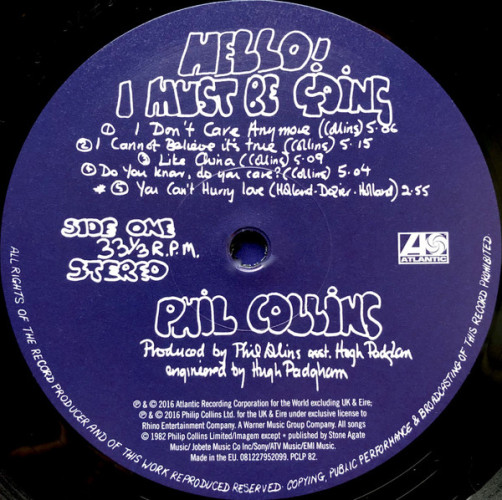 HELLO!
I MUST BE GOING
① I Don't Care Anymore (Collins) 5.06
② I Cannot Believe it's true (Collins) 5.15
③ Like China (Collins) 5.09
④ Do You know, do you care? (Collins) 5.04
* ⑤ You Can't Hurry love (Holland-Dozier-Holland) 2.55
SIDE ONE
33⅓ R.P.M.
STEREO
ATLANTIC
PHIL COLLINS
Produced by Phil Collins asst. Hugh Padgham
engineered by Hugh Padgham
℗ & © 2016 Atlantic Recording Corporation for the World excluding UK & Eire;
℗ & © 2016 Philip Collins Ltd. for the UK & Eire under exclusive license to
Rhino Entertainment Company. A Warner Music Group Company. All songs
© 1982 Philip Collins Limited/Imagem except * published by Stone Agate
Music/ Jobete Music Co Inc/Sony/ATV Music/EMI Music.
Made in the EU. 081227952099. PCLP 82.
ALL RIGHTS OF THE RECORD PRODUCER AND OF THIS WORK REPRODUCED RESERVED. COPYING, PUBLIC PERFORMANCE & BROADCASTING OF THIS RECORD PROHIBITED.